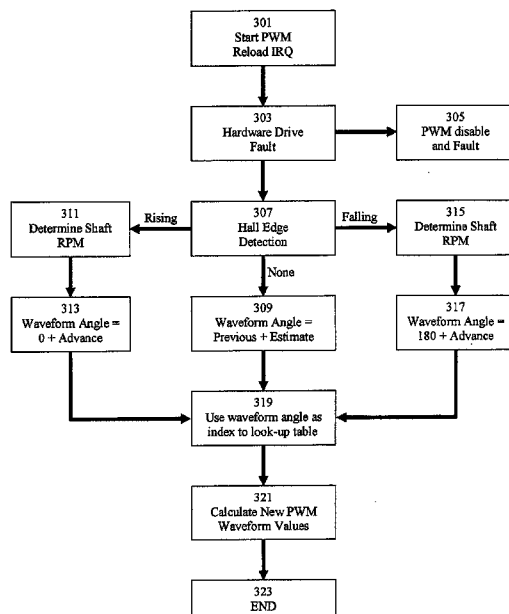 301
Start PWM
Reload IRQ
303
Hardware Drive
Fault
305
PWM disable
and Fault
311
Determine Shaft
RPM
Rising
307
Hall Edge
Detection
Falling
315
Determine Shaft
RPM
None
313
Waveform Angle =
0 + Advance
309
Waveform Angle =
Previous + Estimate
317
Waveform Angle =
180 + Advance
319
Use waveform angle as
index to look-up table
321
Calculate New PWM
Waveform Values
323
END